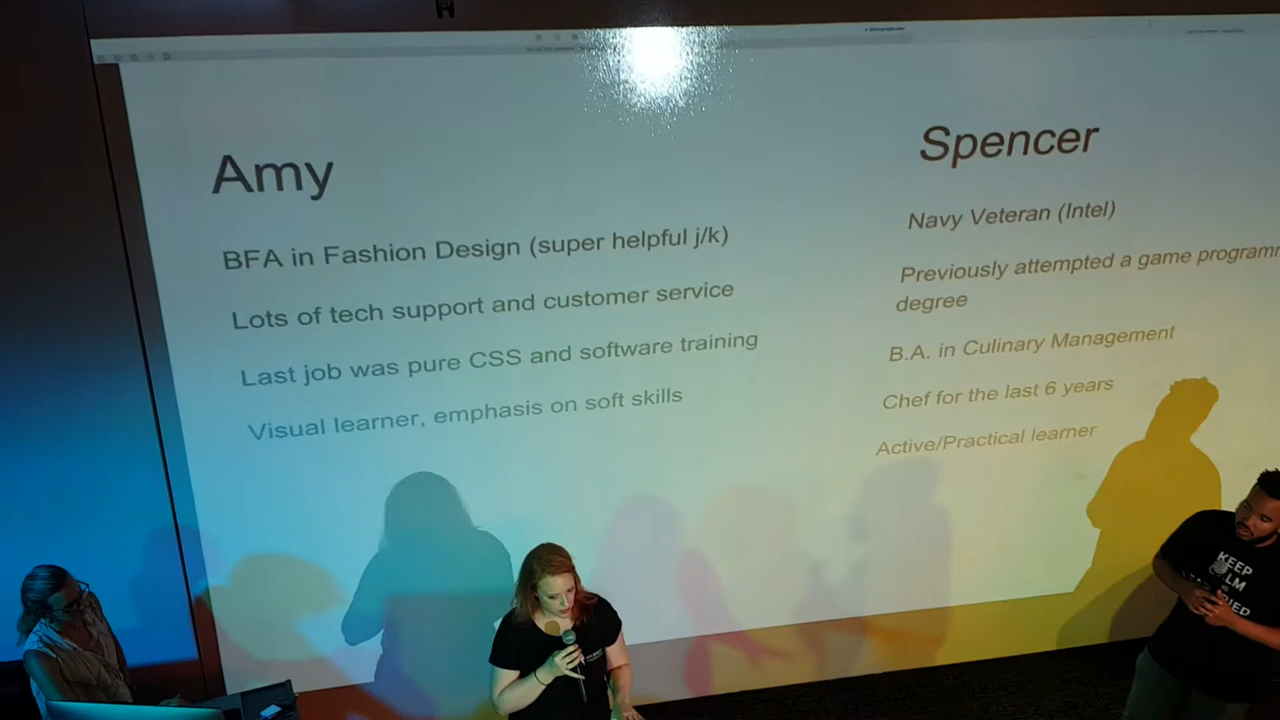 Amy
BFA in Fashion Design (super helpful j/k)
Lots of tech support and customer service
Last job was pure CSS and software training
Visual learner, emphasis on soft skills
Spencer
Navy Veteran (Intel)
Previously attempted a game
degree
B.A. in Culinary Management
Chef for the last 6 years
Active/Practical learner
KEEP